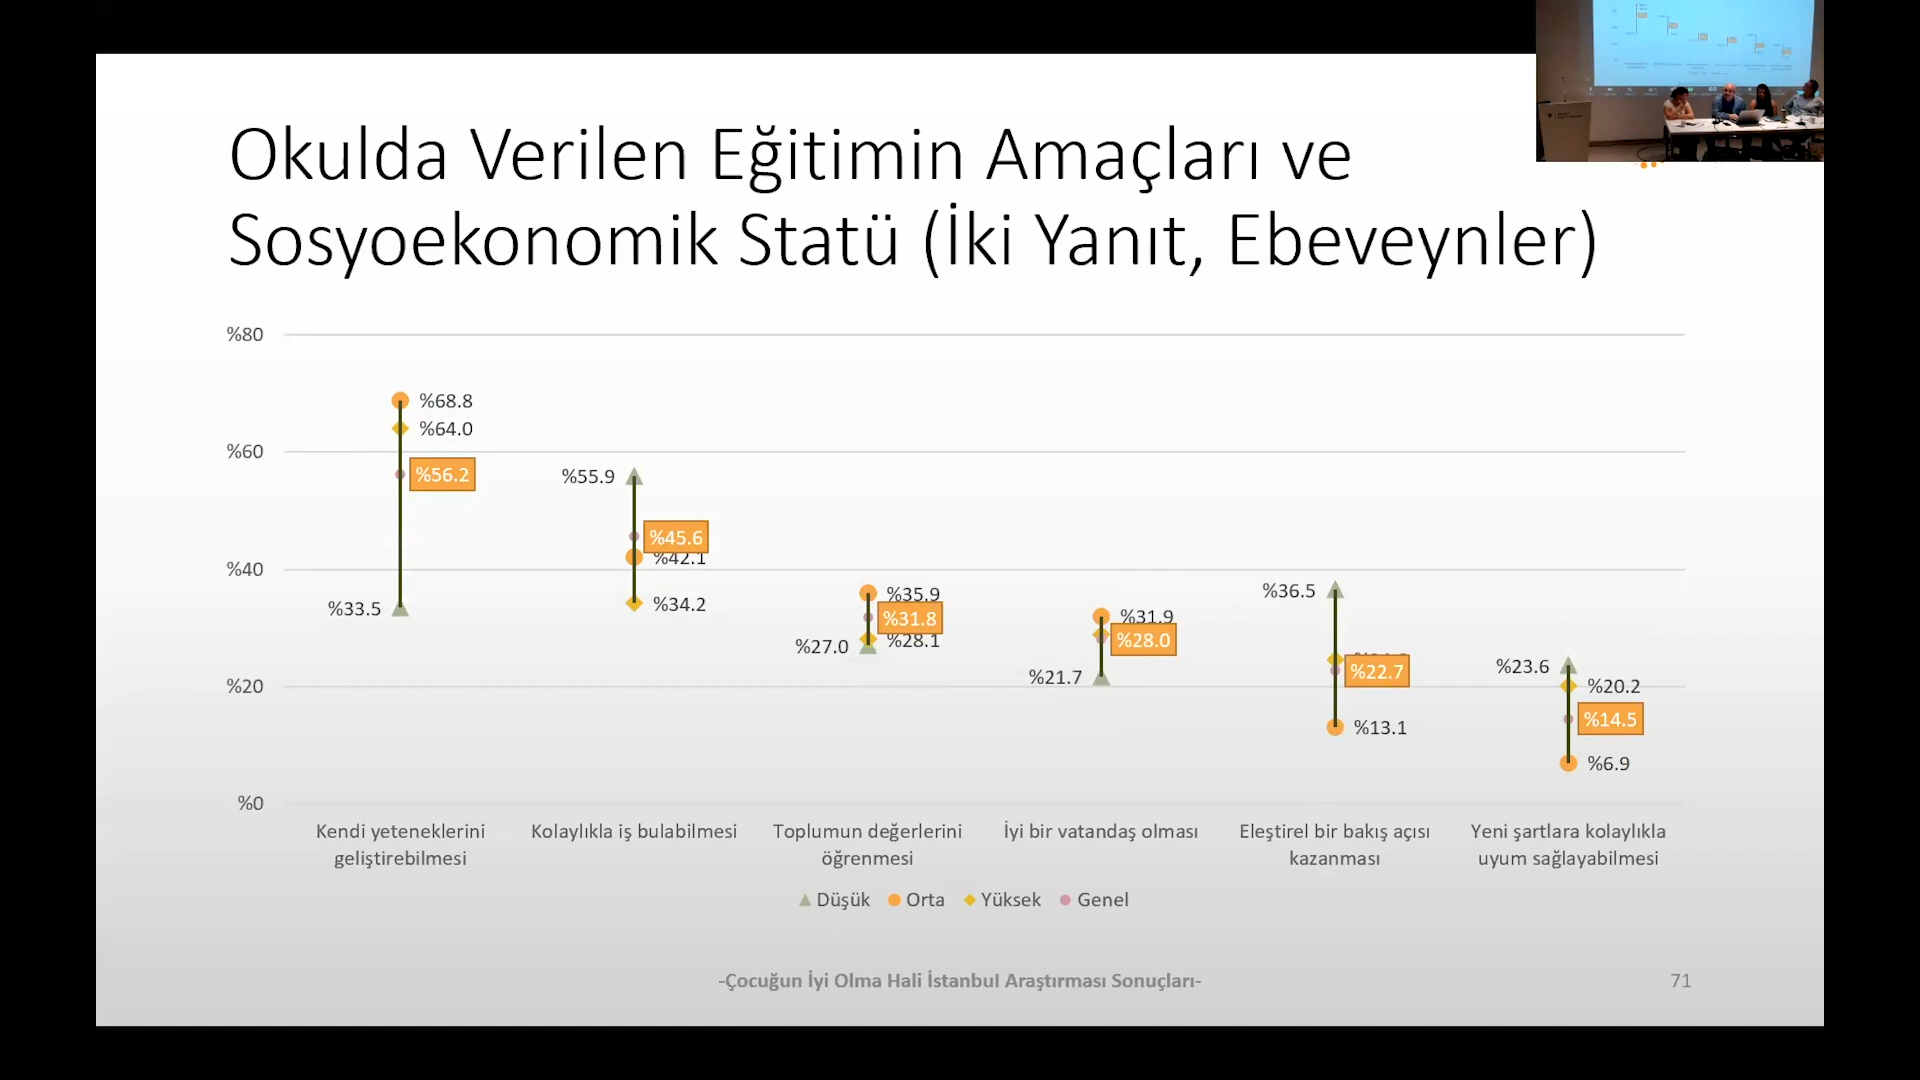 Okulda Verilen Eğitimin Amaçları ve
Sosyoekonomik Statü (İki Yanıt, Ebeveynler)
%80
%60
%40
%20
%0
%68.8
%64.0
%56.2
%33.5
%55.9
%45.6
%42.1
%34.2
%35.9
%31.8
%28.1
%27.0
%31.9
%28.0
%21.7
%36.5
%22.7
%13.1
%23.6
%20.2
%14.5
%6.9
Kendi yeteneklerini
geliştirebilmesi
Kolaylıkla iş bulabilmesi
Toplumun değerlerini
öğrenmesi
İyi bir vatandaş olması
Eleştirel bir bakış açısı
kazanması
Yeni şartlara kolaylıkla
uyum sağlayabilmesi
Düşük Orta Yüksek Genel
-Çocuğun İyi Olma Hali İstanbul Araştırması Sonuçları-
71